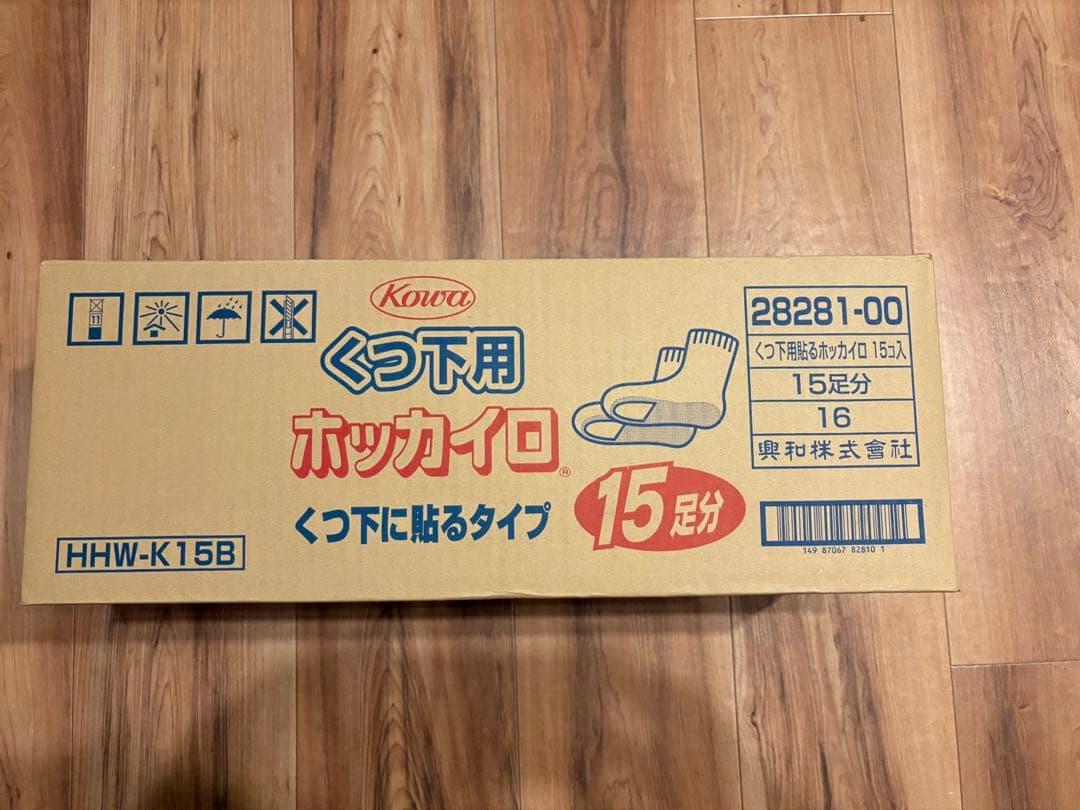 11
Kowa
くつ下用
ホッカイロ®
くつ下に貼るタイプ
15足分
HHW-K15B
28281-00
くつ下用貼るホッカイロ 15コ入
15足分
16
興和株式會社
149 87067 82810 1